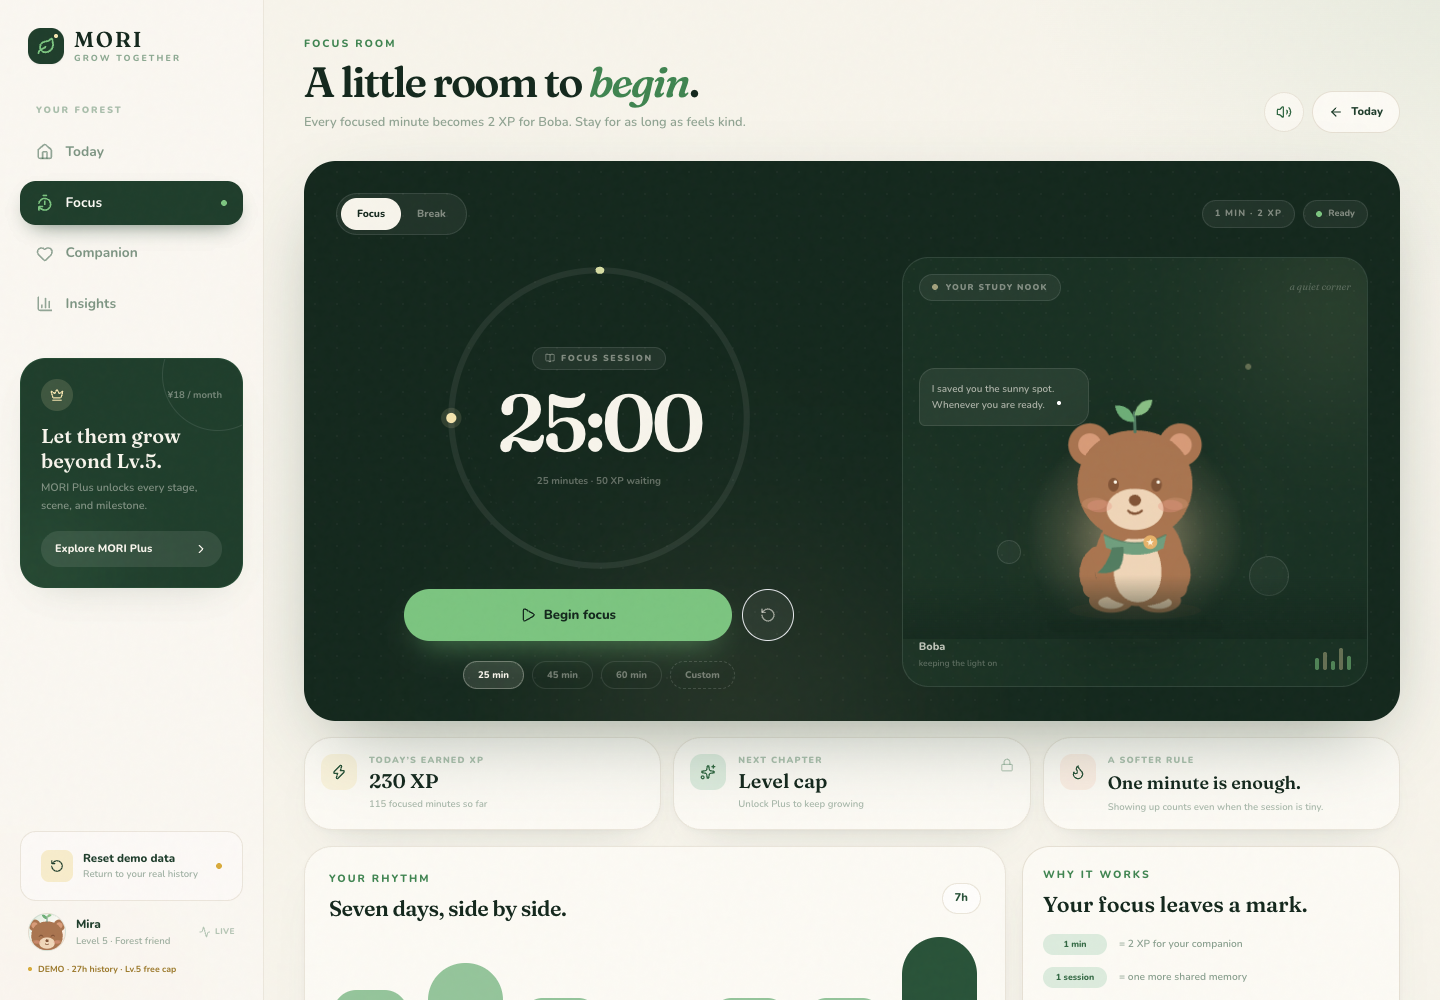 MORI
GROW TOGETHER
YOUR FOREST
Today
Focus
Companion
Insights
¥18 / month
Let them grow
beyond Lv.5.
MORI Plus unlocks every stage,
scene, and milestone.
Explore MORI Plus
Reset demo data
Return to your real history
Mira
Level 5 · Forest friend
LIVE
DEMO · 27h history · Lv.5 free cap
FOCUS ROOM
A little room to begin.
Every focused minute becomes 2 XP for Boba. Stay for as long as feels kind.
Today
Focus
Break
1 MIN · 2 XP
Ready
FOCUS SESSION
25:00
25 minutes · 50 XP waiting
Begin focus
25 min
45 min
60 min
Custom
YOUR STUDY NOOK
a quiet corner
I saved you the sunny spot.
Whenever you are ready.
Boba
keeping the light on
TODAY'S EARNED XP
230 XP
115 focused minutes so far
NEXT CHAPTER
Level cap
Unlock Plus to keep growing
A SOFTER RULE
One minute is enough.
Showing up counts even when the session is tiny.
YOUR RHYTHM
Seven days, side by side.
7h
WHY IT WORKS
Your focus leaves a mark.
1 min
= 2 XP for your companion
1 session
= one more shared memory